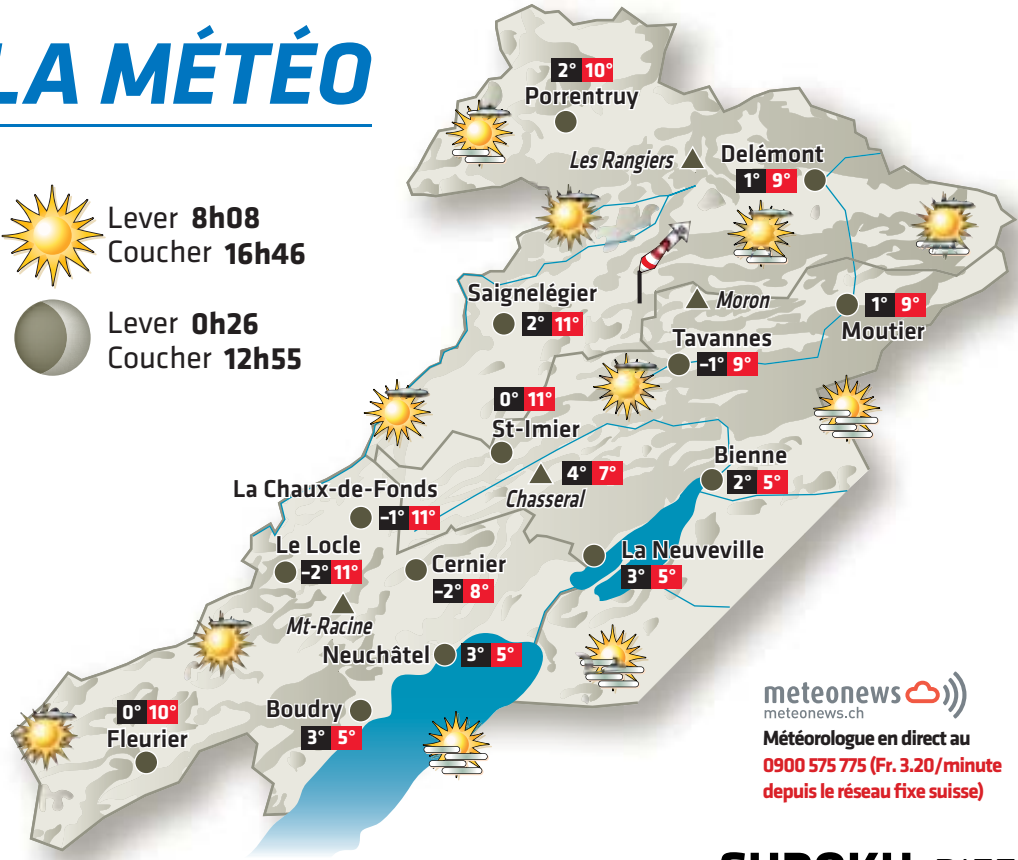 LA MÉTÉO
Lever 8h08
Coucher 16h46
Lever 0h26
Coucher 12h55
2° 10°
Porrentruy
Les Rangiers
Delémont
1° 9°
Saignelégier
2° 11°
Moron
1° 9°
Moutier
Tavannes
–1° 9°
0° 11°
St-Imier
4° 7°
Chasseral
Bienne
2° 5°
La Chaux-de-Fonds
–1° 11°
Le Locle
–2° 11°
Cernier
–2° 8°
La Neuveville
3° 5°
Mt-Racine
Neuchâtel 3° 5°
Boudry
3° 5°
0° 10°
Fleurier
meteonews
meteonews.ch
Météorologue en direct au
0900 575 775 (Fr. 3.20/minute
depuis le réseau fixe suisse)